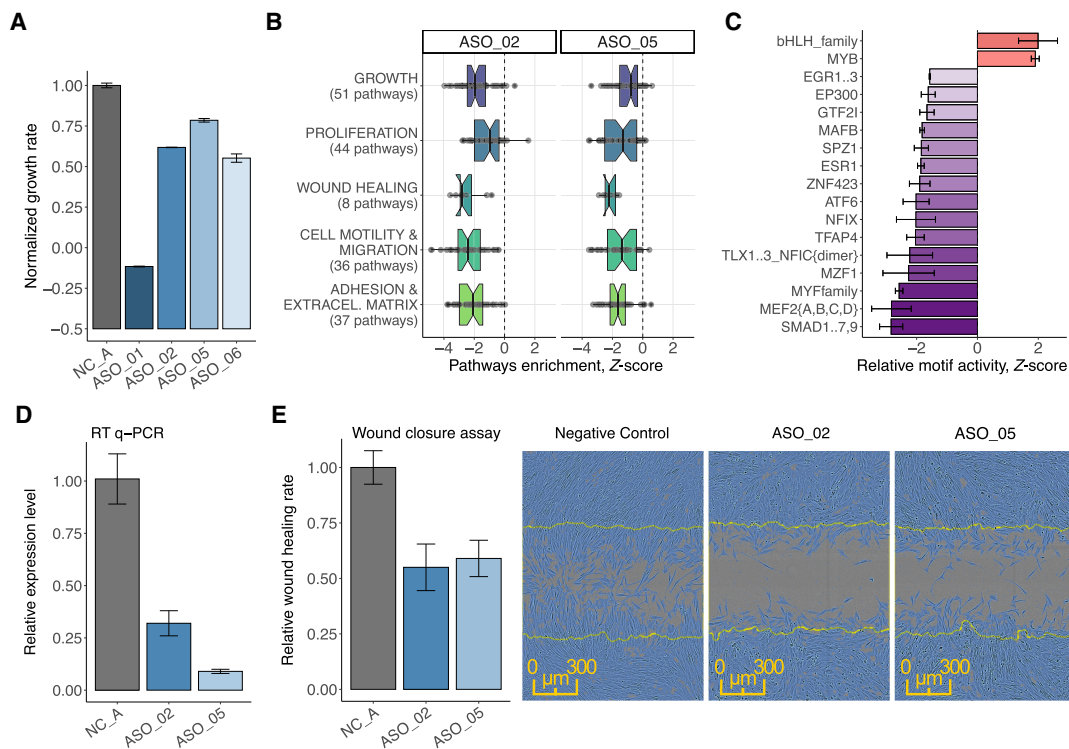 A
Normalized growth rate
1.00
0.75
0.50
0.25
0.00
−0.25
−0.5
NC_A
ASO_01
ASO_02
ASO_05
ASO_06
B
ASO_02
ASO_05
GROWTH
(51 pathways)
PROLIFERATION
(44 pathways)
WOUND HEALING
(8 pathways)
CELL MOTILITY &
MIGRATION
(36 pathways)
ADHESION &
EXTRACEL. MATRIX
(37 pathways)
−4 −2 0 2
−4 −2 0 2
Pathways enrichment, Z-score
C
bHLH_family
MYB
EGR1..3
EP300
GTF2I
MAFB
SPZ1
ESR1
ZNF423
ATF6
NFIX
TFAP4
TLX1..3_NFIC{dimer}
MZF1
MYFfamily
MEF2{A,B,C,D}
SMAD1..7,9
−2 0 2
Relative motif activity, Z-score
D
RT q−PCR
Relative expression level
1.00
0.75
0.50
0.25
0.00
NC_A
ASO_02
ASO_05
E
Wound closure assay
Relative wound healing rate
1.00
0.75
0.50
0.25
0.00
NC_A
ASO_02
ASO_05
Negative Control
ASO_02
ASO_05
0 300
µm
0 300
µm
0 300
µm